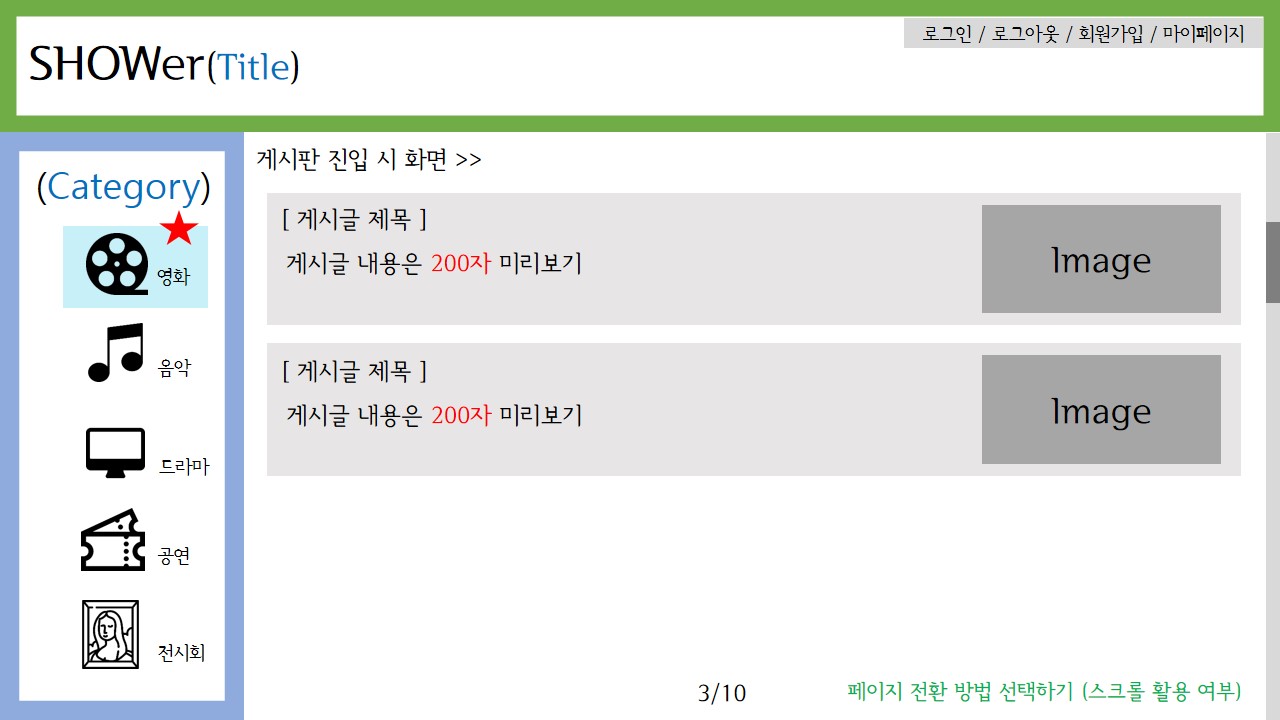 로그인 / 로그아웃 / 회원가입 / 마이페이지
SHOWer(Title)
(Category)
영화
음악
드라마
공연
전시회
게시판 진입 시 화면 >>
[ 게시글 제목 ]
게시글 내용은 200자 미리보기
Image
[ 게시글 제목 ]
게시글 내용은 200자 미리보기
Image
3/10
페이지 전환 방법 선택하기 (스크롤 활용 여부)